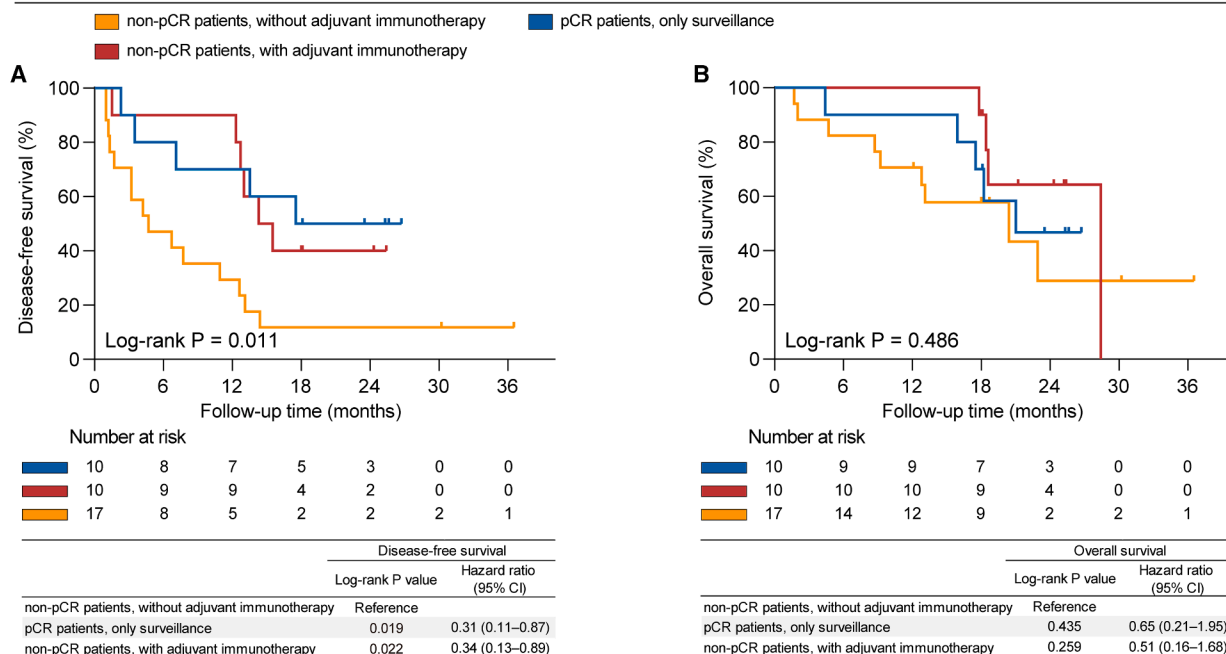 non-pCR patients, without adjuvant immunotherapy
pCR patients, only surveillance
non-pCR patients, with adjuvant immunotherapy
A
100
80
60
40
20
0
Disease-free survival (%)
Log-rank P = 0.011
0 6 12 18 24 30 36
Follow-up time (months)
Number at risk
10 8 7 5 3 0 0
10 9 9 4 2 0 0
17 8 5 2 2 2 1
Disease-free survival
Log-rank P value Hazard ratio
(95% CI)
non-pCR patients, without adjuvant immunotherapy Reference
pCR patients, only surveillance 0.019 0.31 (0.11–0.87)
non-pCR patients, with adjuvant immunotherapy 0.022 0.34 (0.13–0.89)
B
100
80
60
40
20
0
Overall survival (%)
Log-rank P = 0.486
0 6 12 18 24 30 36
Follow-up time (months)
Number at risk
10 9 9 7 3 0 0
10 10 10 9 4 0 0
17 14 12 9 2 2 1
Overall survival
Log-rank P value Hazard ratio
(95% CI)
non-pCR patients, without adjuvant immunotherapy Reference
pCR patients, only surveillance 0.435 0.65 (0.21–1.95)
non-pCR patients, with adjuvant immunotherapy 0.259 0.51 (0.16–1.68)